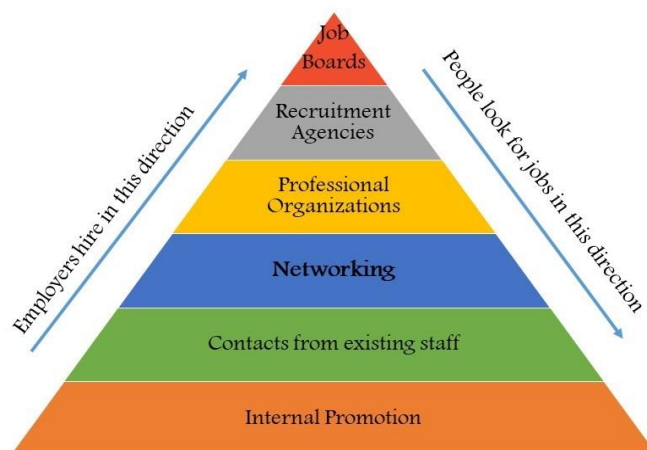 Job
Boards
Recruitment
Agencies
Professional
Organizations
Networking
Contacts from existing staff
Internal Promotion
Employers hire in this direction
People look for jobs in this direction